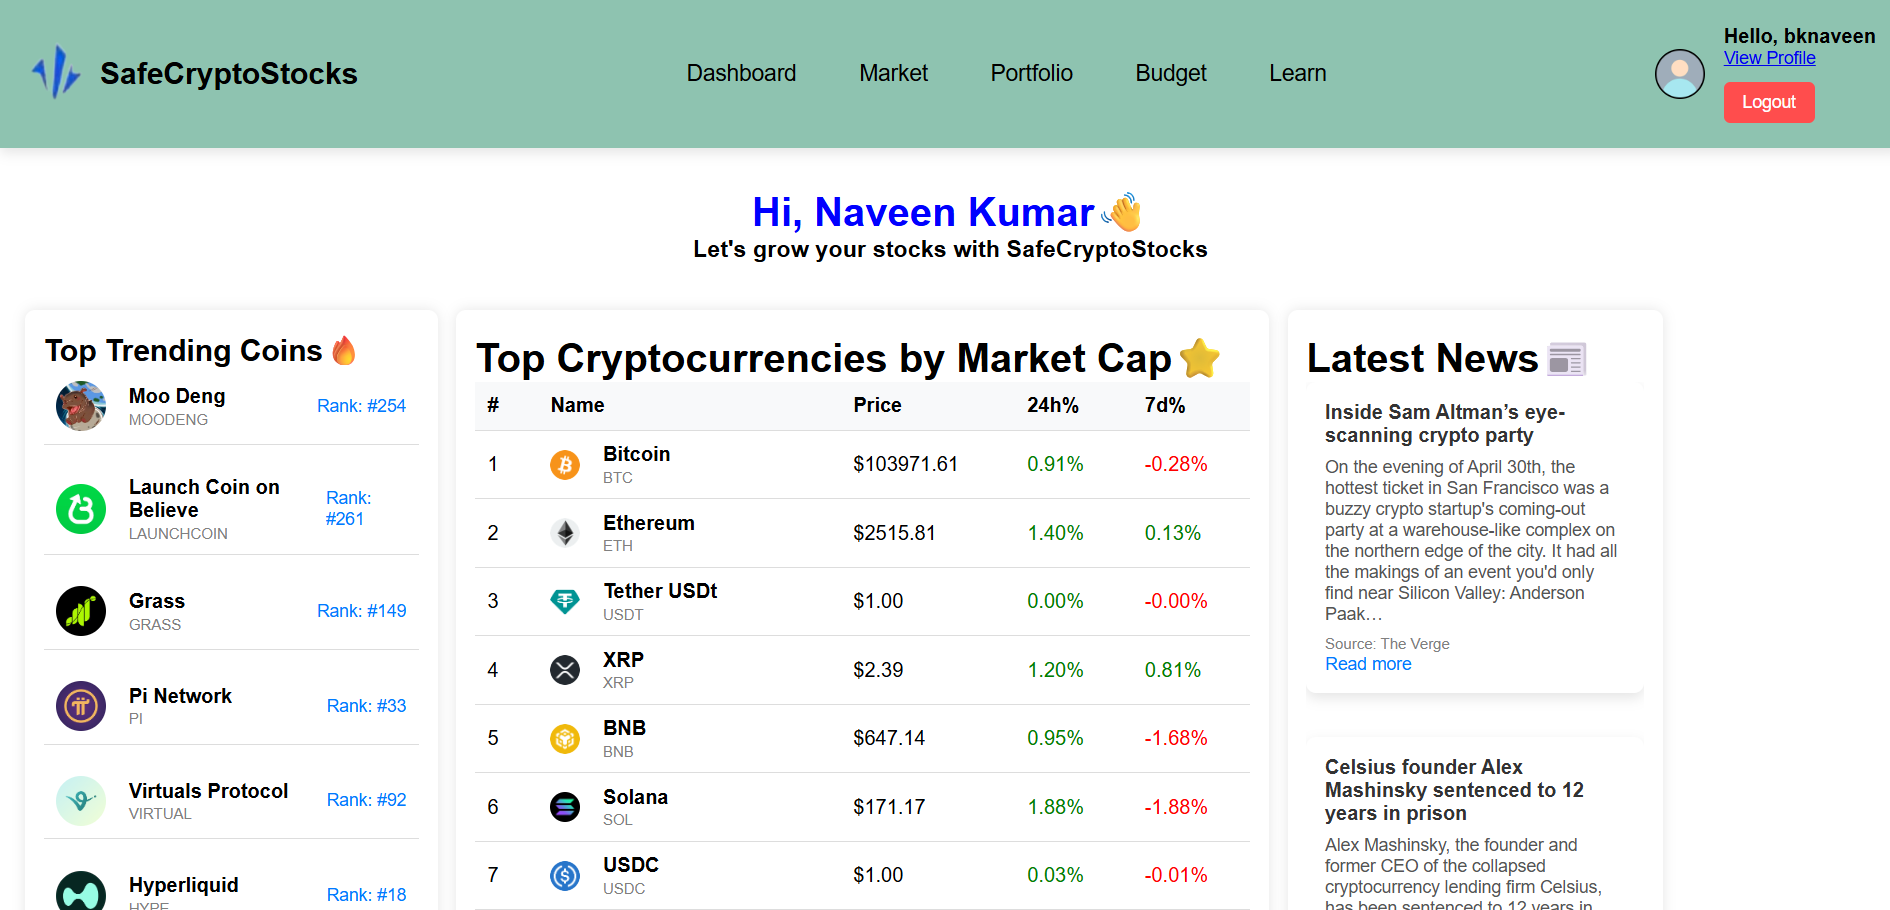 SafeCryptoStocks
Dashboard Market Portfolio Budget Learn
Hello, bknaveen
View Profile
Logout
Hi, Naveen Kumar 👋
Let's grow your stocks with SafeCryptoStocks
Top Trending Coins 🔥
Moo Deng
MOODENG
Rank: #254
Launch Coin on
Believe
LAUNCHCOIN
Rank:
#261
Grass
GRASS
Rank: #149
Pi Network
PI
Rank: #33
Virtuals Protocol
VIRTUAL
Rank: #92
Hyperliquid
HYPE
Rank: #18
Top Cryptocurrencies by Market Cap ⭐
# Name Price 24h% 7d%
1 Bitcoin $103971.61 0.91% -0.28%
BTC
2 Ethereum $2515.81 1.40% 0.13%
ETH
3 Tether USDt $1.00 0.00% -0.00%
USDT
4 XRP $2.39 1.20% 0.81%
XRP
5 BNB $647.14 0.95% -1.68%
BNB
6 Solana $171.17 1.88% -1.88%
SOL
7 USDC $1.00 0.03% -0.01%
USDC
Latest News 📰
Inside Sam Altman’s eye-
scanning crypto party
On the evening of April 30th, the
hottest ticket in San Francisco was a
buzzy crypto startup's coming-out
party at a warehouse-like complex on
the northern edge of the city. It had all
the makings of an event you'd only
find near Silicon Valley: Anderson
Paak…
Source: The Verge
Read more
Celsius founder Alex
Mashinsky sentenced to 12
years in prison
Alex Mashinsky, the founder and
former CEO of the collapsed
cryptocurrency lending firm Celsius,
has been sentenced to 12 years in